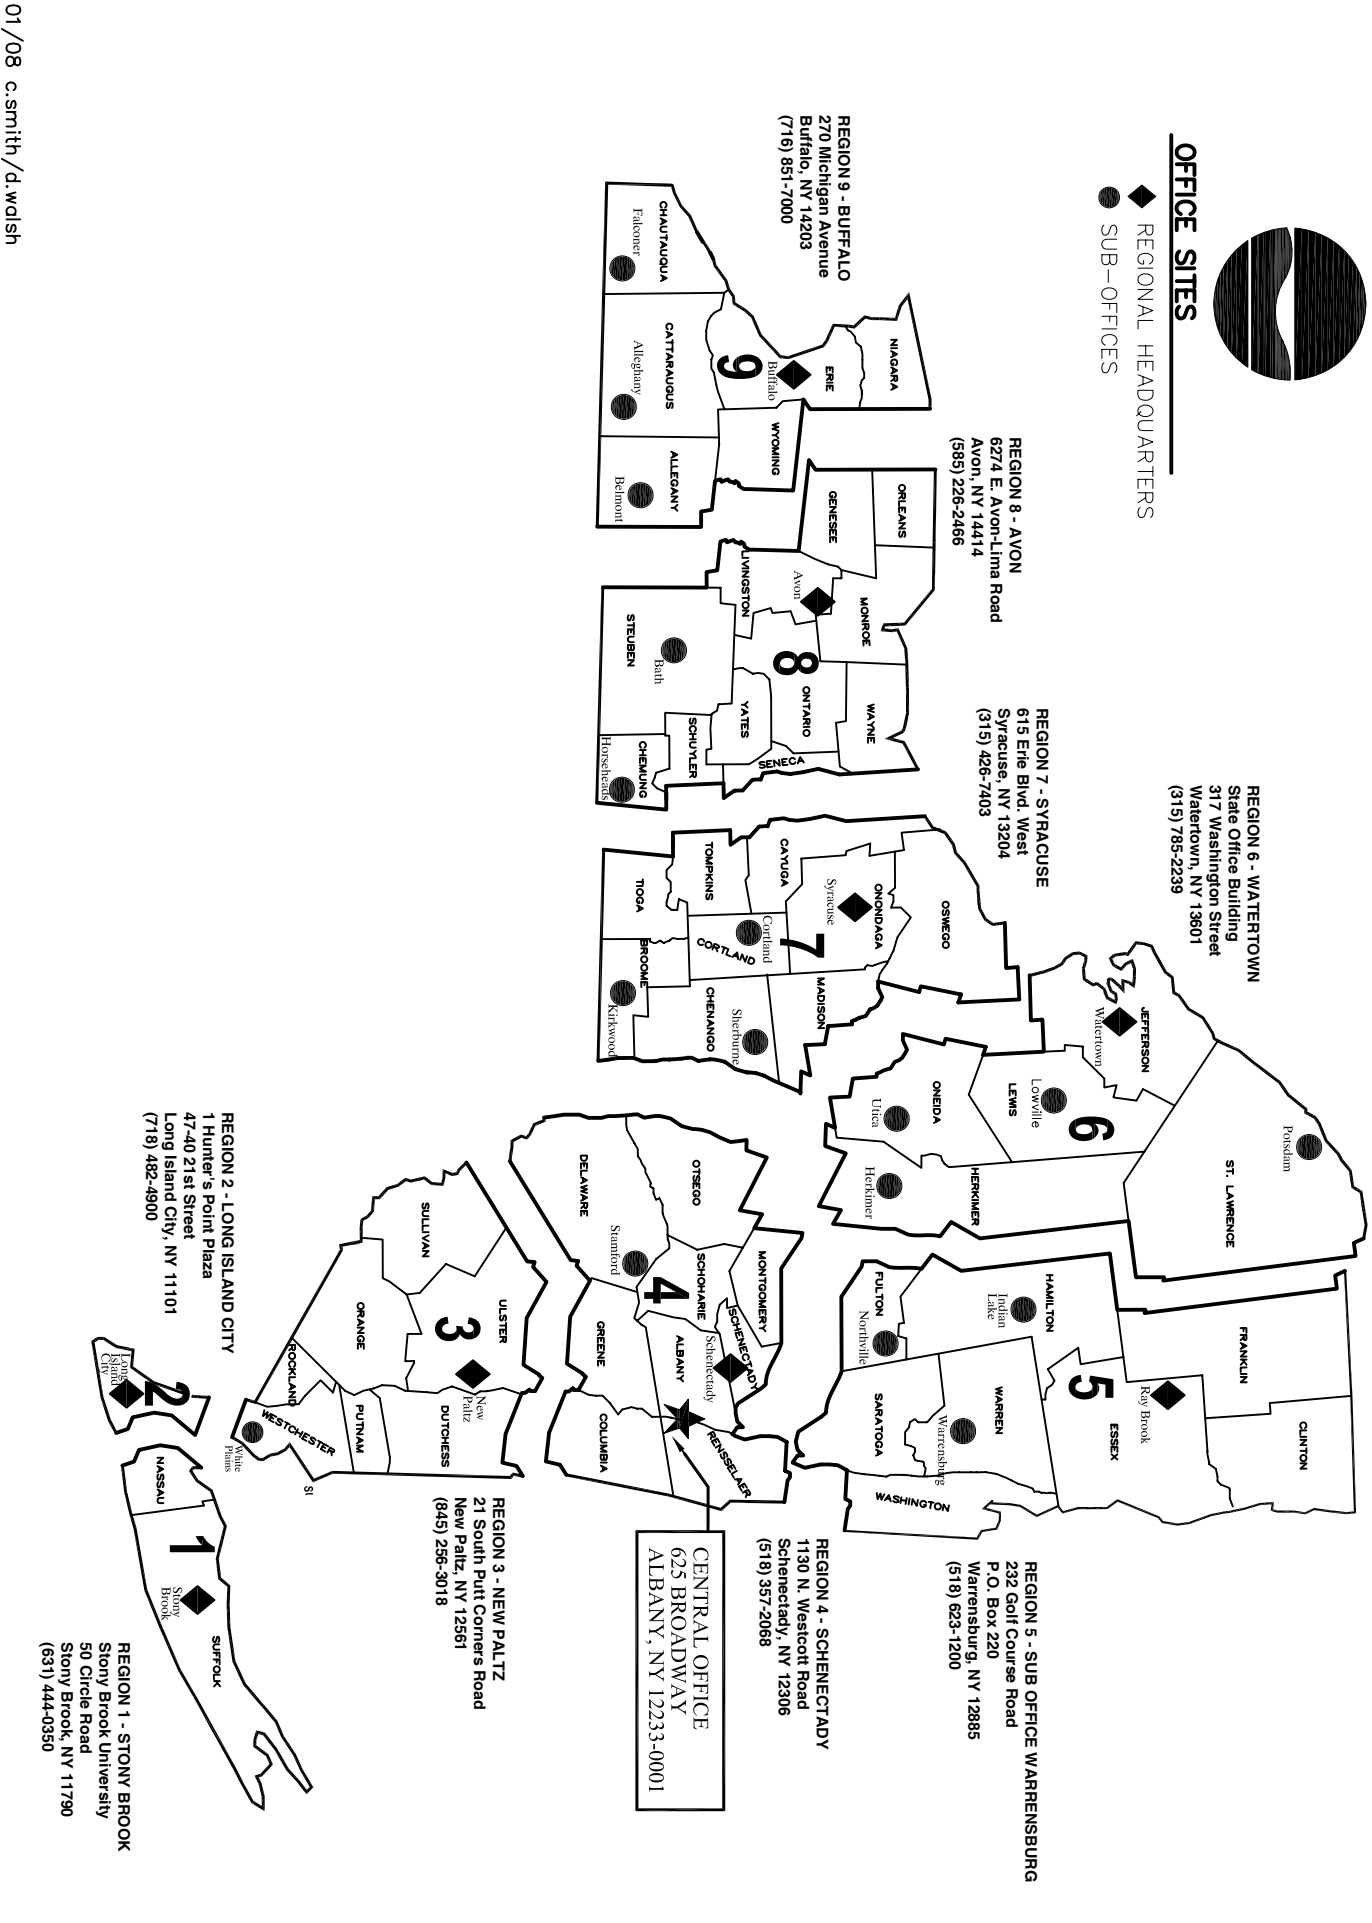 OFFICE SITES
REGIONAL HEADQUARTERS
SUB-OFFICES
REGION 9 - BUFFALO
270 Michigan Avenue
Buffalo, NY 14203
(716) 851-7000
REGION 8 - AVON
6274 E. Avon-Lima Road
Avon, NY 14414
(585) 226-2466
REGION 7 - SYRACUSE
615 Erie Blvd. West
Syracuse, NY 13204
(315) 426-7403
REGION 6 - WATERTOWN
State Office Building
317 Washington Street
Watertown, NY 13601
(315) 785-2239
NIAGARA
ERIE
Buffalo
9
WYOMING
CHAUTAUQUA
Falconer
CATTARAUGUS
Alleghany
ALLEGANY
Belmont
ORLEANS
GENESEE
MONROE
Avon
LIVINGSTON
8
ONTARIO
WAYNE
YATES
SENECA
STEUBEN
Bath
SCHUYLER
CHEMUNG
Horseheads
OSWEGO
ONONDAGA
Syracuse
CAYUGA
7
TOMPKINS
Cortland
CORTLAND
TIOGA
BROOME
Kirkwood
MADISON
CHENANGO
Sherburne
JEFFERSON
Watertown
LEWIS
Lowville
6
Potsdam
ST. LAWRENCE
ONEIDA
Utica
HERKIMER
Herkimer
FRANKLIN
CLINTON
HAMILTON
Indian
Lake
5
Ray Brook
ESSEX
FULTON
Northville
WARREN
Warrensburg
SARATOGA
WASHINGTON
REGION 5 - SUB OFFICE WARRENSBURG
232 Golf Course Road
P.O. Box 220
Warrensburg, NY 12885
(518) 623-1200
OTSEGO
DELAWARE
Stamford
MONTGOMERY
SCHOHARIE
4
SCHENECTADY
Schenectady
ALBANY
GREENE
COLUMBIA
RENSSELAER
REGION 4 - SCHENECTADY
1130 N. Westcott Road
Schenectady, NY 12306
(518) 357-2068
CENTRAL OFFICE
625 BROADWAY
ALBANY, NY 12233-0001
SULLIVAN
ULSTER
3
New
Paltz
ORANGE
DUTCHESS
PUTNAM
ROCKLAND
WESTCHESTER
White
Plains
SI
REGION 3 - NEW PALTZ
21 South Putt Corners Road
New Paltz, NY 12561
(845) 256-3018
REGION 2 - LONG ISLAND CITY
1 Hunter's Point Plaza
47-40 21st Street
Long Island City, NY 11101
(718) 482-4900
2
Long
Island
City
NASSAU
1
Stony
Brook
SUFFOLK
REGION 1 - STONY BROOK
Stony Brook University
50 Circle Road
Stony Brook, NY 11790
(631) 444-0350
01/08 c.smith/d.walsh